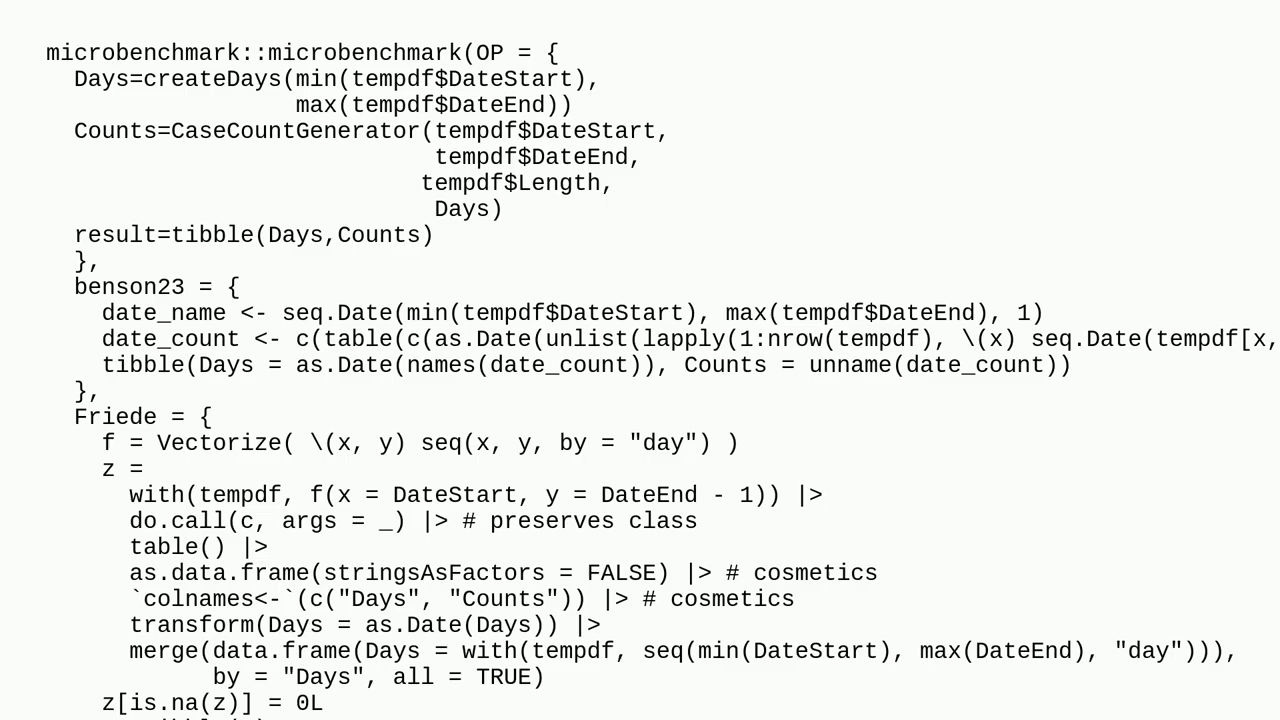 microbenchmark::microbenchmark(OP = {
  Days=createDays(min(tempdf$DateStart),
                  max(tempdf$DateEnd))
  Counts=CaseCountGenerator(tempdf$DateStart,
                            tempdf$DateEnd,
                           tempdf$Length,
                            Days)
  result=tibble(Days,Counts)
  },
  benson23 = {
    date_name <- seq.Date(min(tempdf$DateStart), max(tempdf$DateEnd), 1)
    date_count <- c(table(c(as.Date(unlist(lapply(1:nrow(tempdf), \(x) seq.Date(tempdf[x,
    tibble(Days = as.Date(names(date_count)), Counts = unname(date_count))
  },
  Friede = {
    f = Vectorize( \(x, y) seq(x, y, by = "day") )
    z =
      with(tempdf, f(x = DateStart, y = DateEnd - 1)) |>
      do.call(c, args = _) |> # preserves class
      table() |>
      as.data.frame(stringsAsFactors = FALSE) |> # cosmetics
      `colnames<-`(c("Days", "Counts")) |> # cosmetics
      transform(Days = as.Date(Days)) |>
      merge(data.frame(Days = with(tempdf, seq(min(DateStart), max(DateEnd), "day"))),
            by = "Days", all = TRUE)
    z[is.na(z)] = 0L